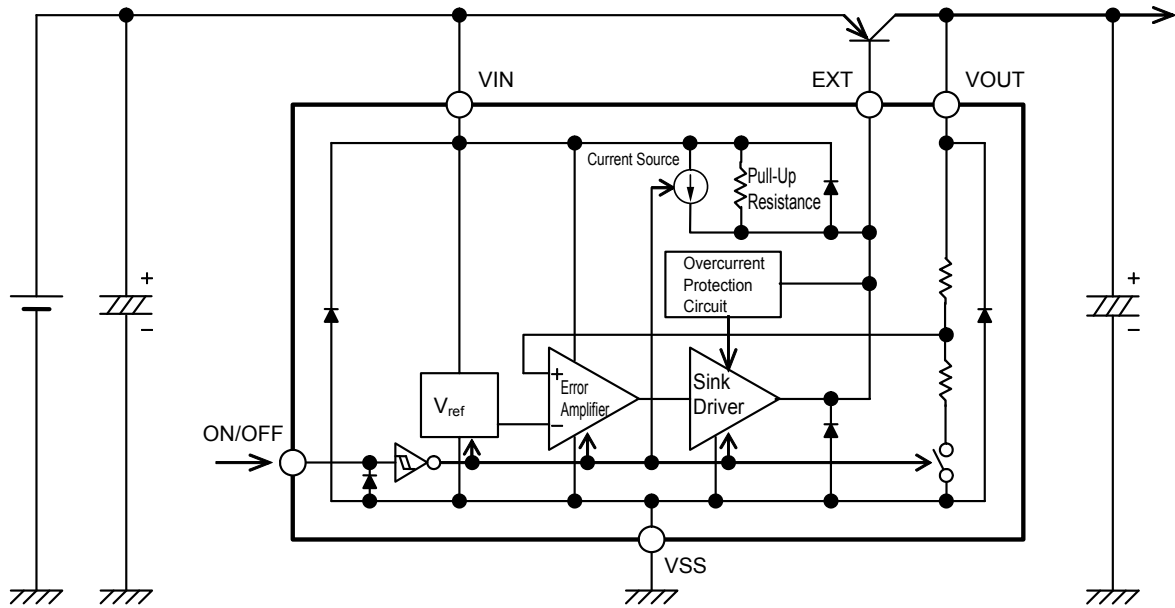 VIN
EXT
VOUT
Current Source
Pull-Up
Resistance
Overcurrent
Protection
Circuit
+
−
+
−
+
Error
Amplifier
−
Sink
Driver
Vref
ON/OFF
VSS